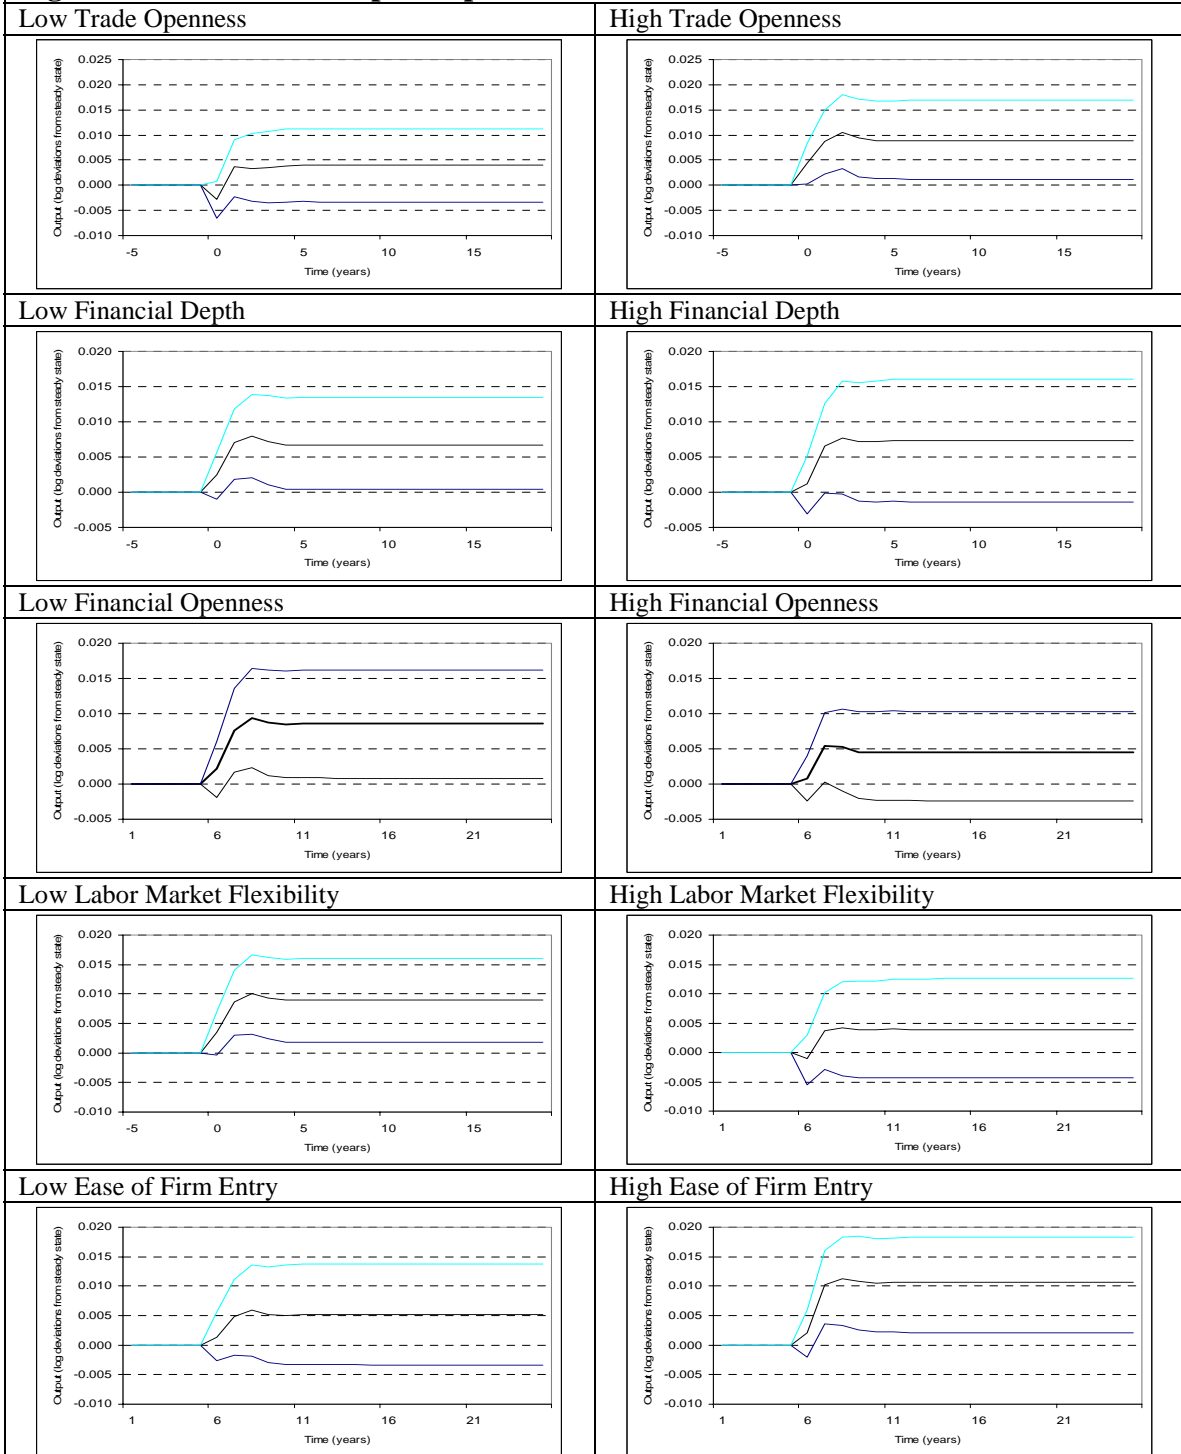 Low Trade Openness
High Trade Openness
Output (log deviations from steady state)
0.025
0.020
0.015
0.010
0.005
0.000
-0.005
-0.010
-5 0 5 10 15
Time (years)
Output (log deviations from steady state)
0.025
0.020
0.015
0.010
0.005
0.000
-0.005
-0.010
-5 0 5 10 15
Time (years)
Low Financial Depth
High Financial Depth
Output (log deviations from steady state)
0.020
0.015
0.010
0.005
0.000
-0.005
-5 0 5 10 15
Time (years)
Output (log deviations from steady state)
0.020
0.015
0.010
0.005
0.000
-0.005
-5 0 5 10 15
Time (years)
Low Financial Openness
High Financial Openness
Output (log deviations from steady state)
0.020
0.015
0.010
0.005
0.000
-0.005
1 6 11 16 21
Time (years)
Output (log deviations from steady state)
0.020
0.015
0.010
0.005
0.000
-0.005
1 6 11 16 21
Time (years)
Low Labor Market Flexibility
High Labor Market Flexibility
Output (log deviations from steady state)
0.020
0.015
0.010
0.005
0.000
-0.005
-0.010
-5 0 5 10 15
Time (years)
Output (log deviations from steady state)
0.020
0.015
0.010
0.005
0.000
-0.005
-0.010
1 6 11 16 21
Time (years)
Low Ease of Firm Entry
High Ease of Firm Entry
Output (log deviations from steady state)
0.020
0.015
0.010
0.005
0.000
-0.005
-0.010
1 6 11 16 21
Time (years)
Output (log deviations from steady state)
0.020
0.015
0.010
0.005
0.000
-0.005
-0.010
1 6 11 16 21
Time (years)